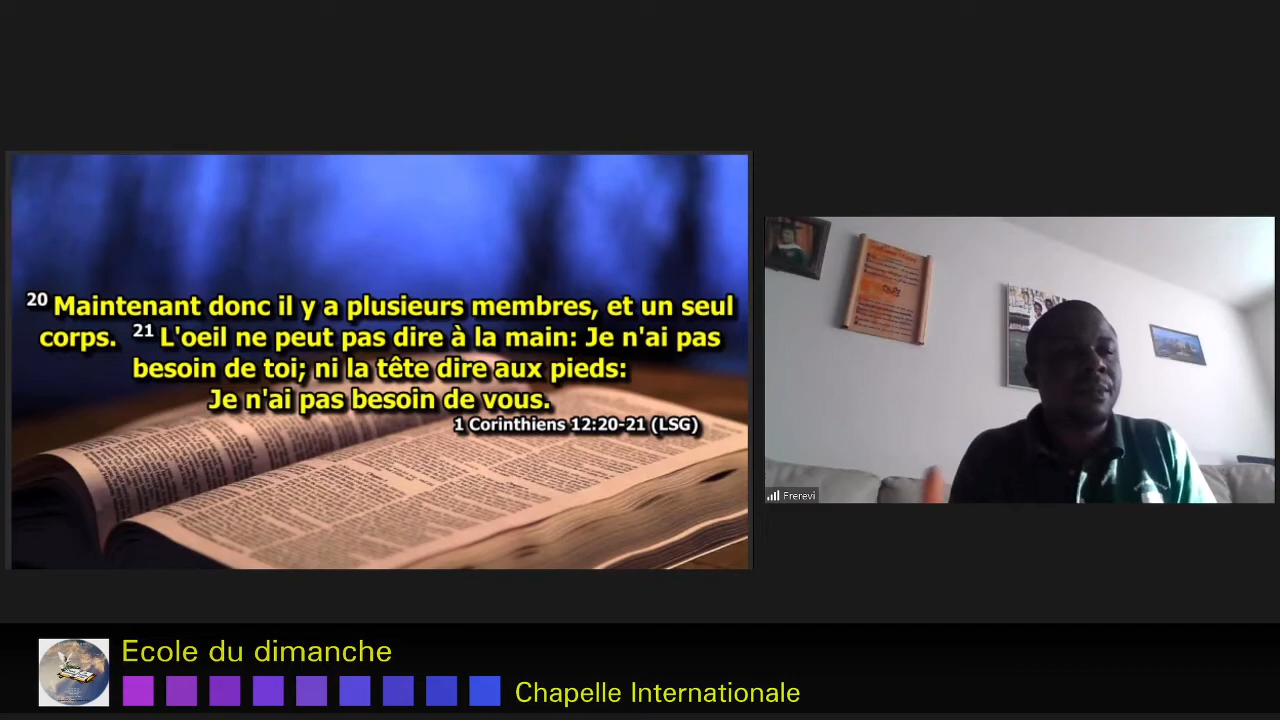 20 Maintenant donc il y a plusieurs membres, et un seul
corps. 21 L'oeil ne peut pas dire à la main: Je n'ai pas
besoin de toi; ni la tête dire aux pieds:
Je n'ai pas besoin de vous.
1 Corinthiens 12:20-21 (LSG)
Frerevi
Ecole du dimanche
Chapelle Internationale